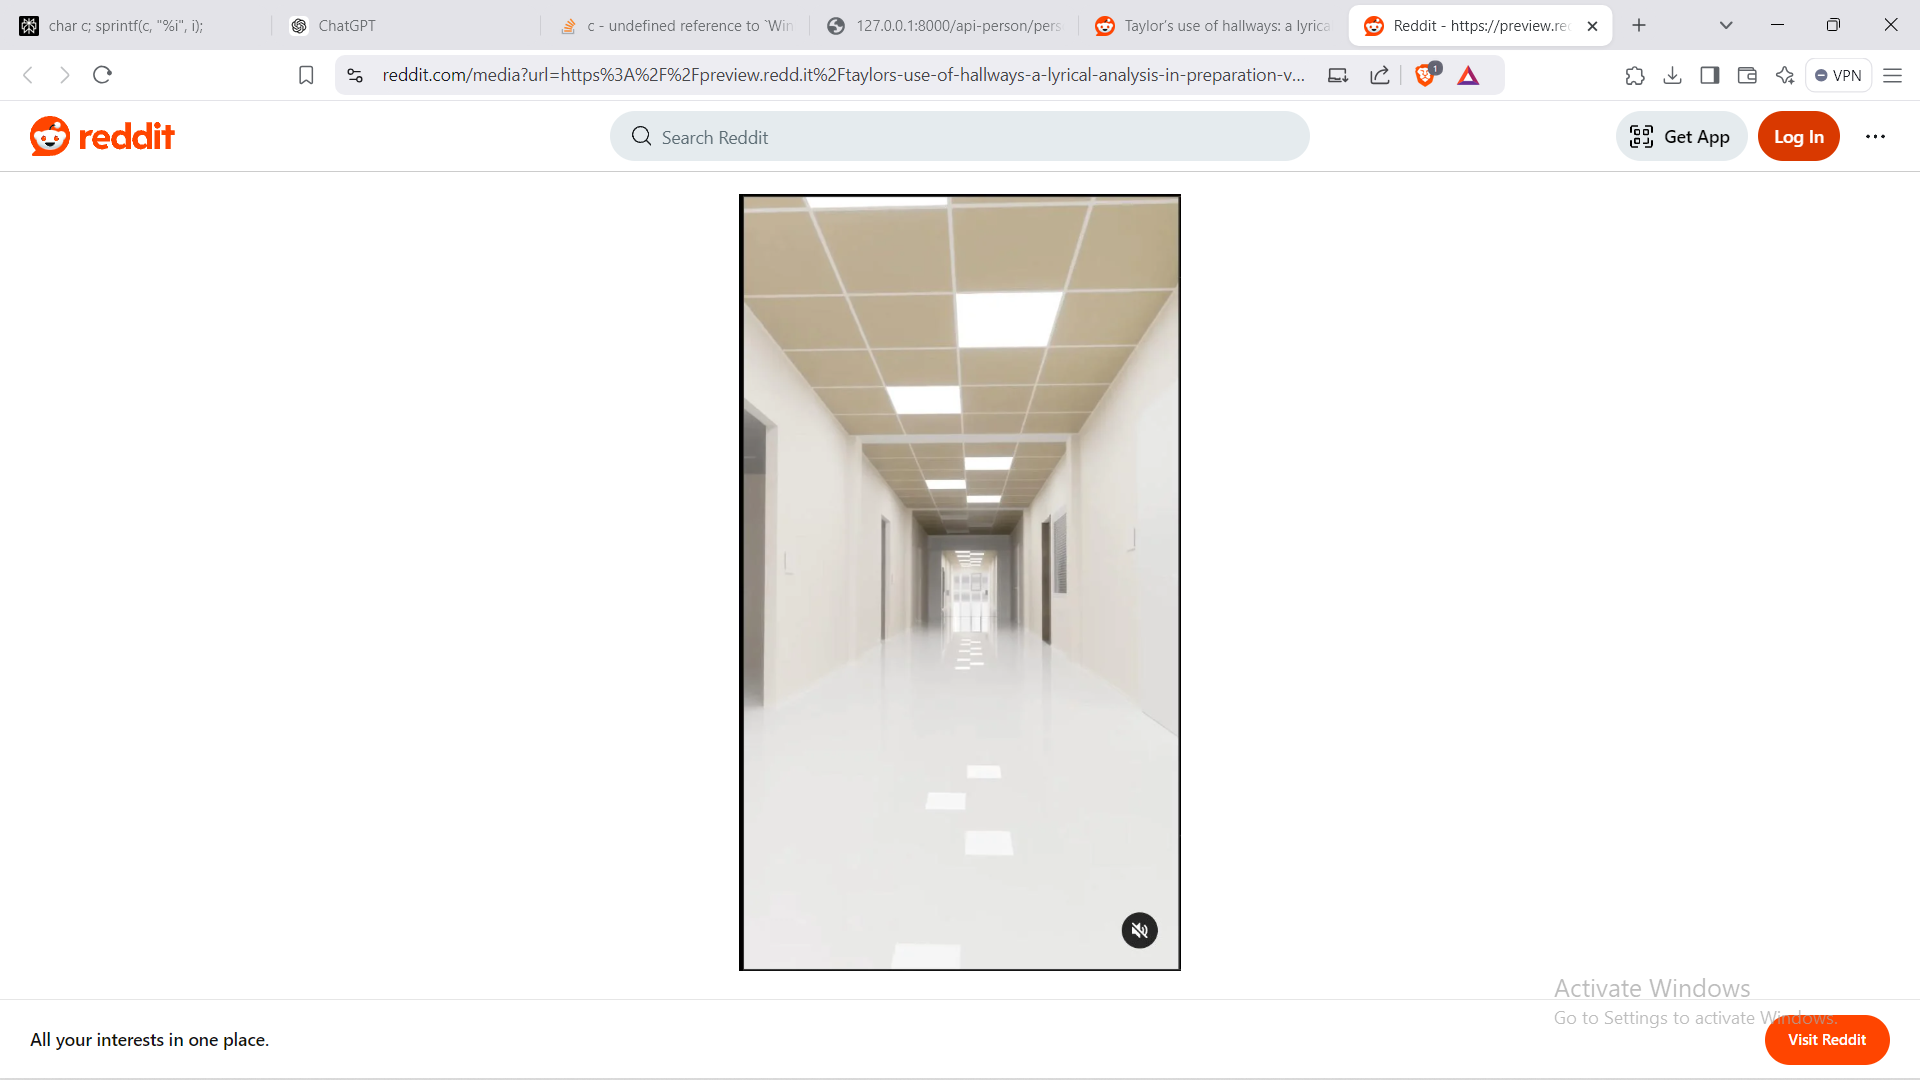 char c; sprintf(c, "%i", i);
ChatGPT
c - undefined reference to `Win
127.0.0.1:8000/api-person/pers
Taylor's use of hallways: a lyrica
Reddit - https://preview.re
reddit.com/media?url=https%3A%2F%2Fpreview.redd.it%2Ftaylors-use-of-hallways-a-lyrical-analysis-in-preparation-v...
1
VPN
reddit
Search Reddit
Get App
Log In
Activate Windows
Go to Settings to activate Windows.
All your interests in one place.
Visit Reddit